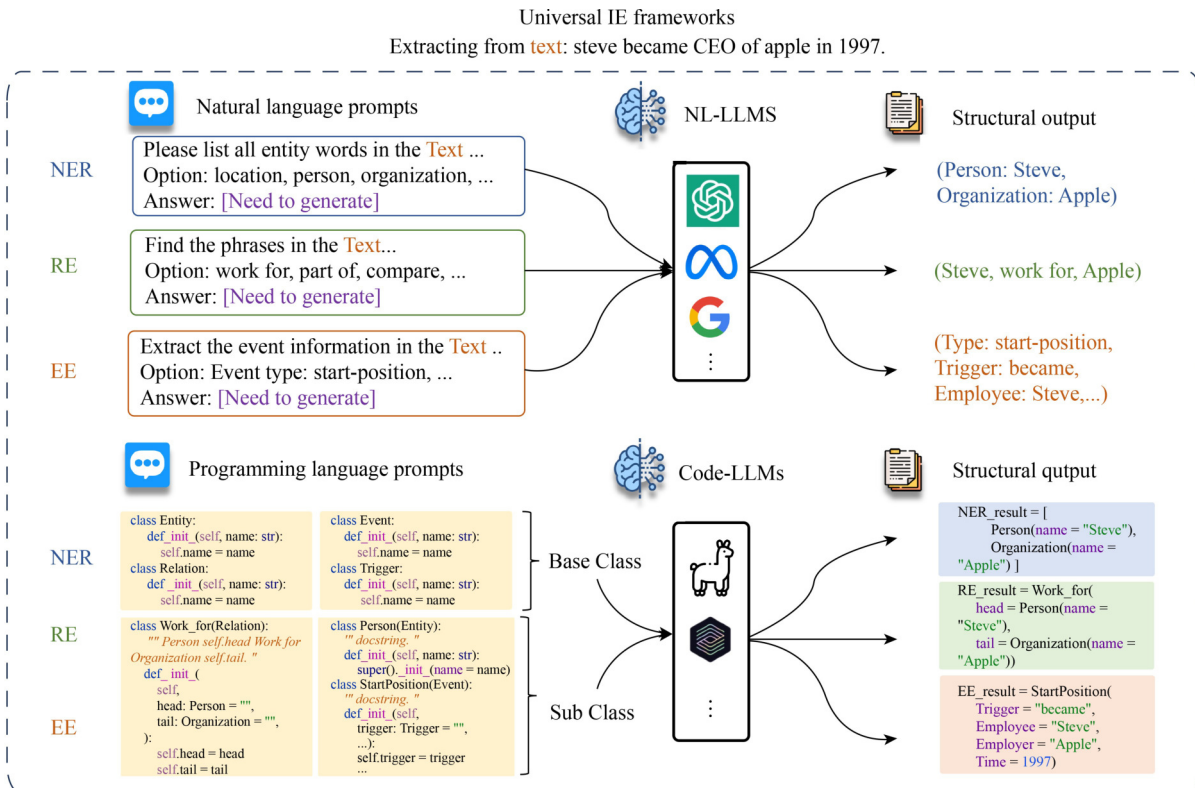 Universal IE frameworks
Extracting from text: steve became CEO of apple in 1997.
Natural language prompts
NL-LLMS
Structural output
NER
Please list all entity words in the Text ...
Option: location, person, organization, ...
Answer: [Need to generate]
(Person: Steve,
Organization: Apple)
RE
Find the phrases in the Text...
Option: work for, part of, compare, ...
Answer: [Need to generate]
(Steve, work for, Apple)
EE
Extract the event information in the Text ..
Option: Event type: start-position, ...
Answer: [Need to generate]
(Type: start-position,
Trigger: became,
Employee: Steve,...)
Programming language prompts
Code-LLMs
Structural qutput
NER
RE
EE
class Entity:
def_init_(self, name: str):
self.name = name
class Relation:
def_init_(self, name: str):
self.name = name
class Event:
def_init_(self, name: str):
self.name = name
class Trigger:
def_init_(self, name: str):
self.name = name
Base Class
class Work_for(Relation):
"" Person self.head Work for
Organization self.tail. "
def_ init_(
self,
head: Person = "",
tail: Organization = "",
):
self.head = head
self.tail = tail
class Person(Entity):
'" docstring. "
def_init_(self, name: str):
super()._init_(name = name)
class StartPosition(Event):
'" docstring. "
def_init_(self,
trigger: Trigger = "",
...):
self.trigger = trigger
...
Sub Class
NER_result = [
Person(name = "Steve"),
Organization(name =
"Apple") ]
RE_result = Work_for(
head = Person(name =
"Steve"),
tail = Organization(name =
"Apple"))
EE_result = StartPosition(
Trigger = "became",
Employee = "Steve",
Employer = "Apple",
Time = 1997)